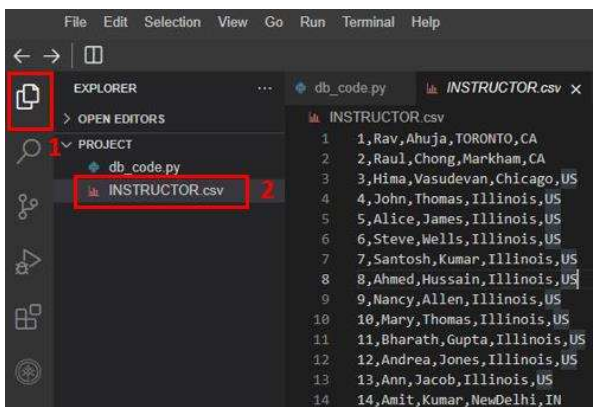 File Edit Selection View Go Run Terminal Help
EXPLORER
OPEN EDITORS
PROJECT
db_code.py
INSTRUCTOR.csv
1
2
db_code.py INSTRUCTOR.csv
INSTRUCTOR.csv
1 1,Rav,Ahuja,TORONTO,CA
2 2,Raul,Chong,Markham,CA
3 3,Hima,Vasudevan,Chicago,US
4 4,John,Thomas,Illinois,US
5 5,Alice,James,Illinois,US
6 6,Steve,Wells,Illinois,US
7 7,Santosh,Kumar,Illinois,US
8 8,Ahmed,Hussain,Illinois,US
9 9,Nancy,Allen,Illinois,US
10 10,Mary,Thomas,Illinois,US
11 11,Bharath,Gupta,Illinois,US
12 12,Andrea,Jones,Illinois,US
13 13,Ann,Jacob,Illinois,US
14 14,Amit,Kumar,NewDelhi,IN